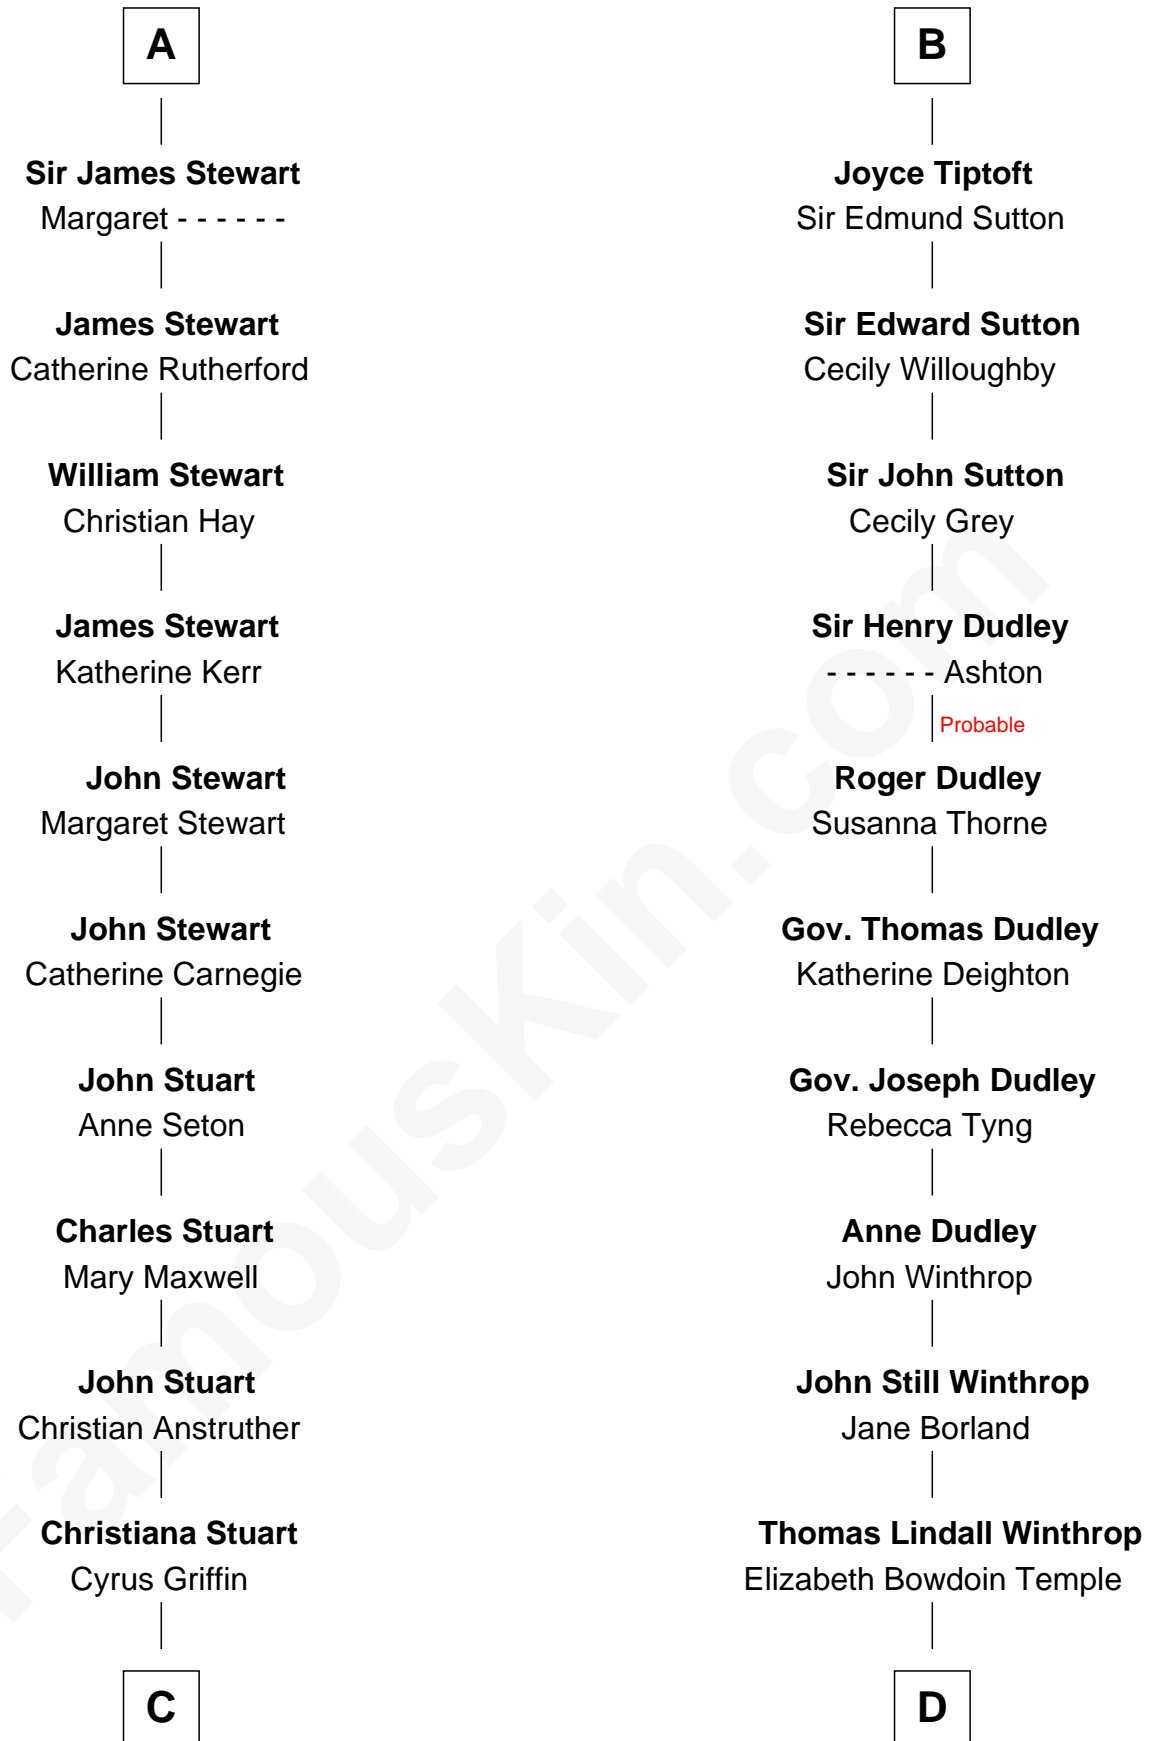 A
Sir James Stewart
Margaret - - - - - -
James Stewart
Catherine Rutherford
William Stewart
Christian Hay
James Stewart
Katherine Kerr
John Stewart
Margaret Stewart
John Stewart
Catherine Carnegie
John Stuart
Anne Seton
Charles Stuart
Mary Maxwell
John Stuart
Christian Anstruther
Christiana Stuart
Cyrus Griffin
C
B
Joyce Tiptoft
Sir Edmund Sutton
Sir Edward Sutton
Cecily Willoughby
Sir John Sutton
Cecily Grey
Sir Henry Dudley
- - - - - - Ashton
Probable
Roger Dudley
Susanna Thorne
Gov. Thomas Dudley
Katherine Deighton
Gov. Joseph Dudley
Rebecca Tyng
Anne Dudley
John Winthrop
John Still Winthrop
Jane Borland
Thomas Lindall Winthrop
Elizabeth Bowdoin Temple
D
FamousKin.com